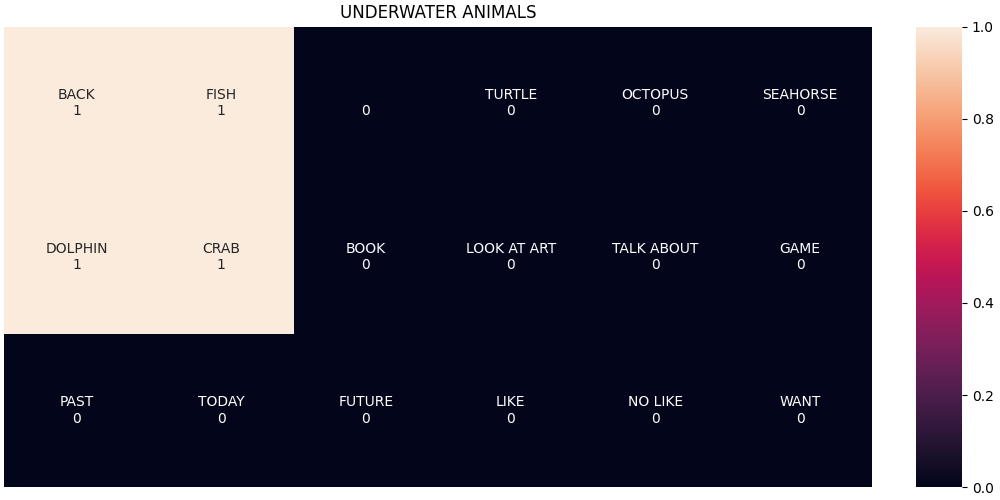 UNDERWATER ANIMALS
BACK FISH TURTLE OCTOPUS SEAHORSE
1 1 0 0 0 0
DOLPHIN CRAB BOOK LOOK AT ART TALK ABOUT GAME
1 1 0 0 0 0
PAST TODAY FUTURE LIKE NO LIKE WANT
0 0 0 0 0 0
1.0
0.8
0.6
0.4
0.2
0.0